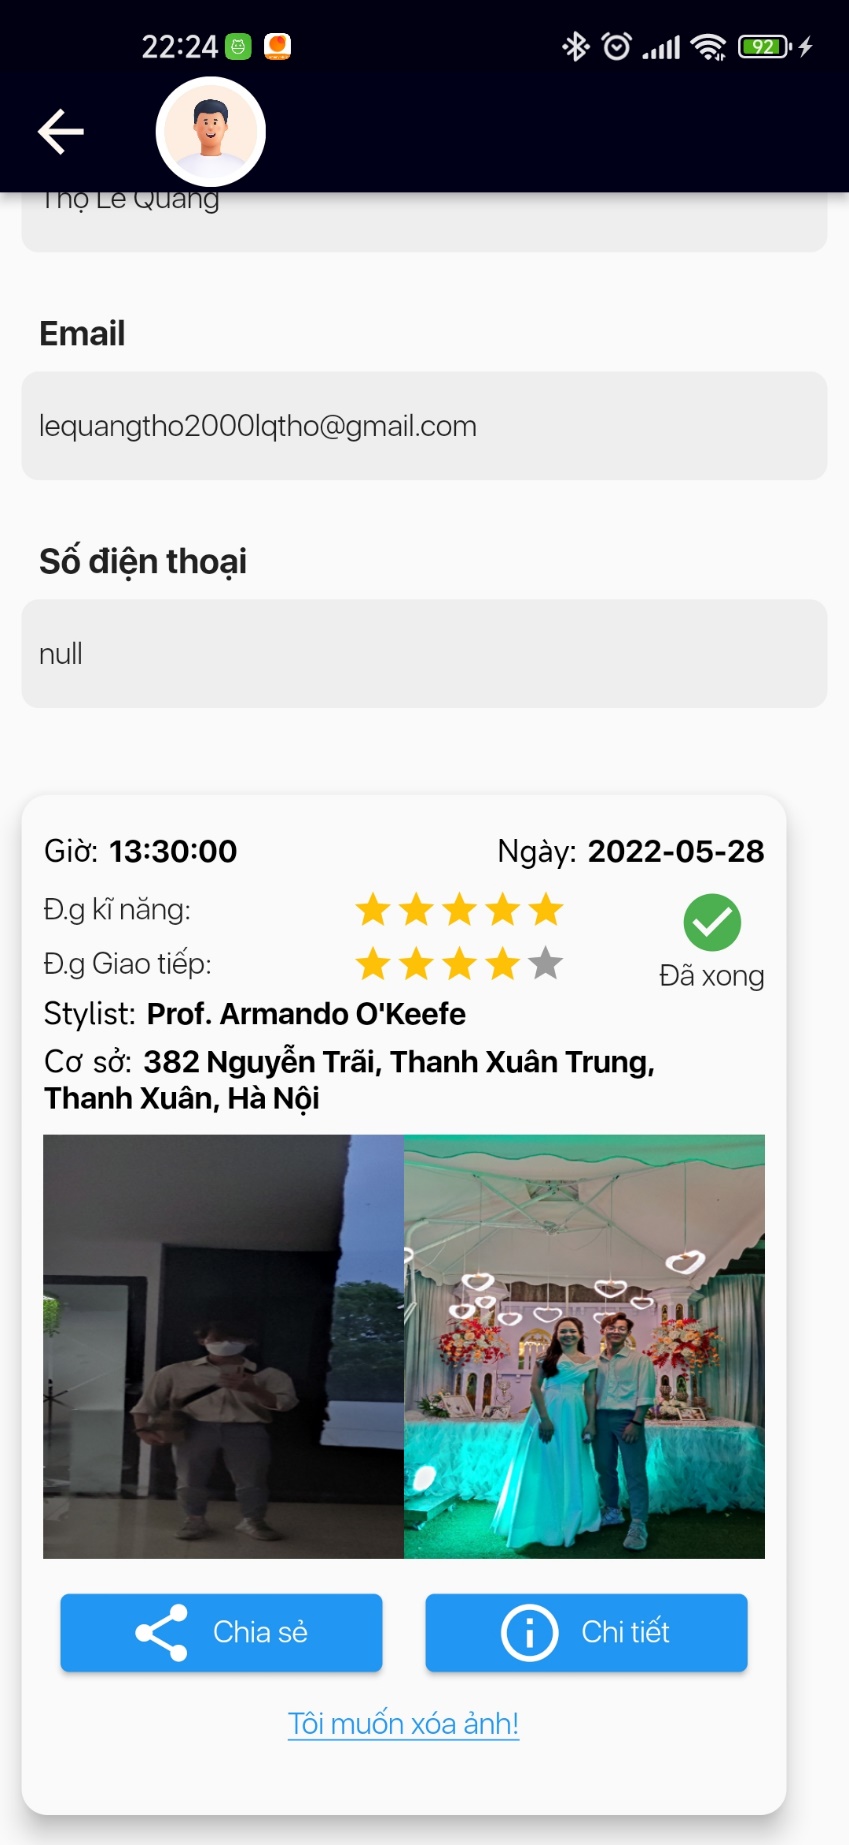 22:24
92
Thọ Lê Quang
Email
lequangtho2000lqtho@gmail.com
Số điện thoại
null
Giờ: 13:30:00
Ngày: 2022-05-28
Đ.g kĩ năng:
Đ.g Giao tiếp:
Đã xong
Stylist: Prof. Armando O'Keefe
Cơ sở: 382 Nguyễn Trãi, Thanh Xuân Trung,
Thanh Xuân, Hà Nội
Chia sẻ
Chi tiết
Tôi muốn xóa ảnh!